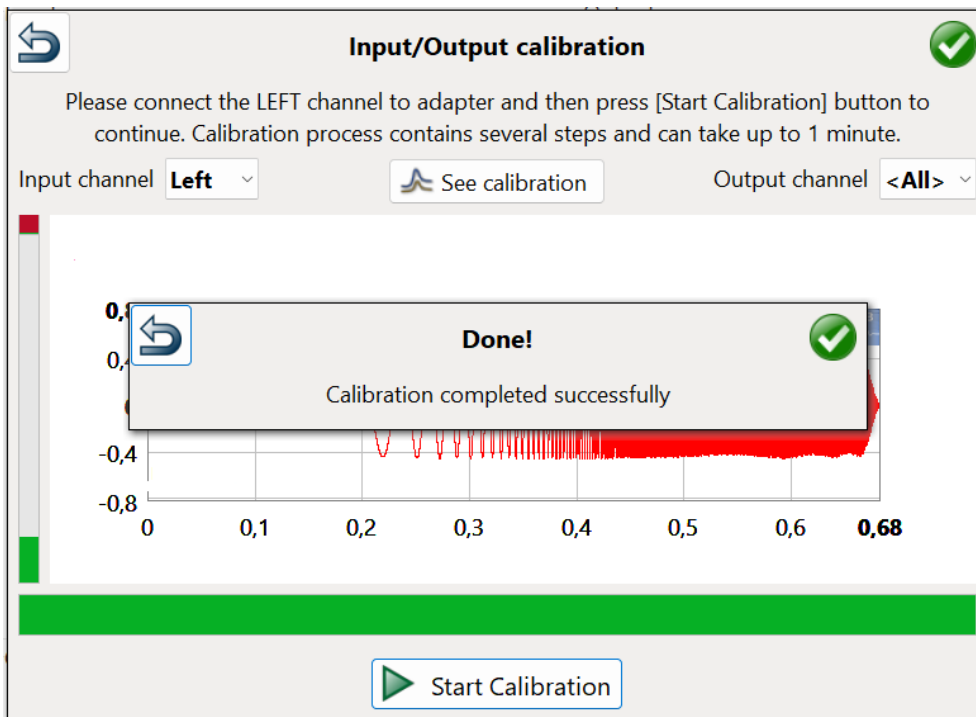 Input/Output calibration
Please connect the LEFT channel to adapter and then press [Start Calibration] button to
continue. Calibration process contains several steps and can take up to 1 minute.
Input channel Left See calibration Output channel <All>
Done!
Calibration completed successfully
-0,4
-0,8
0 0,1 0,2 0,3 0,4 0,5 0,6 0,68
Start Calibration